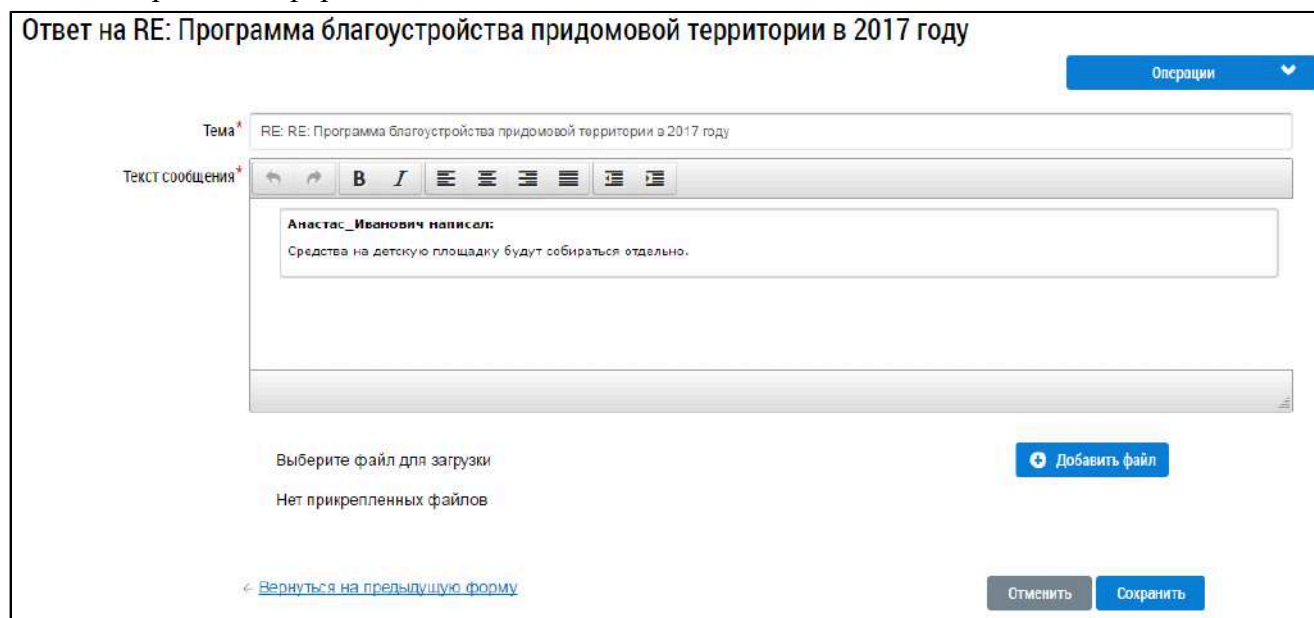 Ответ на RE: Программа благоустройства придомовой территории в 2017 году
Операции
Тема*
RE: RE: Программа благоустройства придомовой территории в 2017 году
Текст сообщения*
B I
Анастас_Иванович написал:
Средства на детскую площадку будут собираться отдельно.
Выберите файл для загрузки
Добавить файл
Нет прикрепленных файлов
← Вернуться на предыдущую форму
Отменить
Сохранить